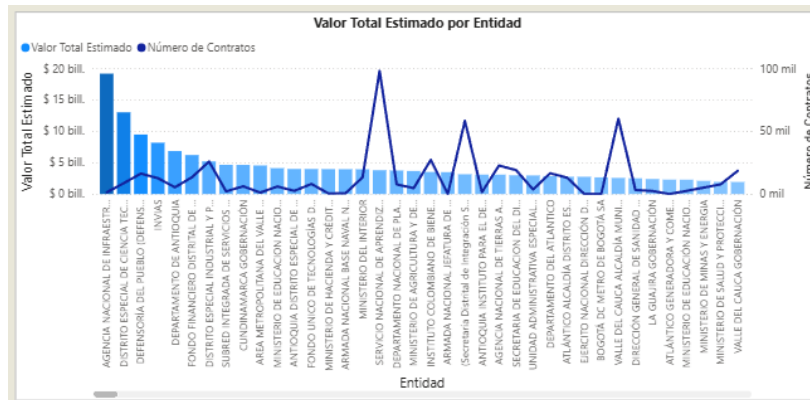 Valor Total Estimado por Entidad
Valor Total Estimado Número de Contratos
Valor Total Estimado
$ 20 bill.
$ 15 bill.
$ 10 bill.
$ 5 bill.
$ 0 bill.
100 mil
50 mil
0 mil
Número de Contratos
AGENCIA NACIONAL DE INFRAESTR...
DISTRITO ESPECIAL DE CIENCIA TEC...
DEFENSORÍA DEL PUEBLO (DEFENS...
INVIAS
DEPARTAMENTO DE ANTIOQUIA
FONDO FINANCIERO DISTRITAL DE ...
DISTRITO ESPECIAL INDUSTRIAL Y P...
SUBRED INTEGRADA DE SERVICIOS ...
CUNDINAMARCA GOBERNACIÓN
AREA METROPOLITANA DEL VALLE ...
MINISTERIO DE EDUCACION NACIO...
ANTIOQUIA DISTRITO ESPECIAL DE ...
FONDO UNICO DE TECNOLOGÍAS D...
MINISTERIO DE HACIENDA Y CRÉDIT...
ARMADA NACIONAL BASE NAVAL N...
MINISTERIO DEL INTERIOR
SERVICIO NACIONAL DE APRENDIZ...
DEPARTAMENTO NACIONAL DE PLA...
MINISTERIO DE AGRICULTURA Y DE...
INSTITUTO COLOMBIANO DE BIENE...
ARMADA NACIONAL JEFATURA DE ...
(Secretaría Distrital de Integración S...
ANTIOQUIA INSTITUTO PARA EL DE...
AGENCIA NACIONAL DE TIERRAS A...
SECRETARIA DE EDUCACION DEL DI...
UNIDAD ADMINISTRATIVA ESPECIAL...
DEPARTAMENTO DEL ATLANTICO
ATLÁNTICO ALCALDÍA DISTRITO ES...
EJERCITO NACIONAL DIRECCIÓN D...
BOGOTÁ DC METRO DE BOGOTÁ SA
VALLE DEL CAUCA ALCALDÍA MUNI...
DIRECCIÓN GENERAL DE SANIDAD ...
LA GUAJIRA GOBERNACIÓN
ATLÁNTICO GENERADORA Y COME...
MINISTERIO DE EDUCACIÓN NACIO...
MINISTERIO DE MINAS Y ENERGIA
MINISTERIO DE SALUD Y PROTECCI...
VALLE DEL CAUCA GOBERNACIÓN
Entidad